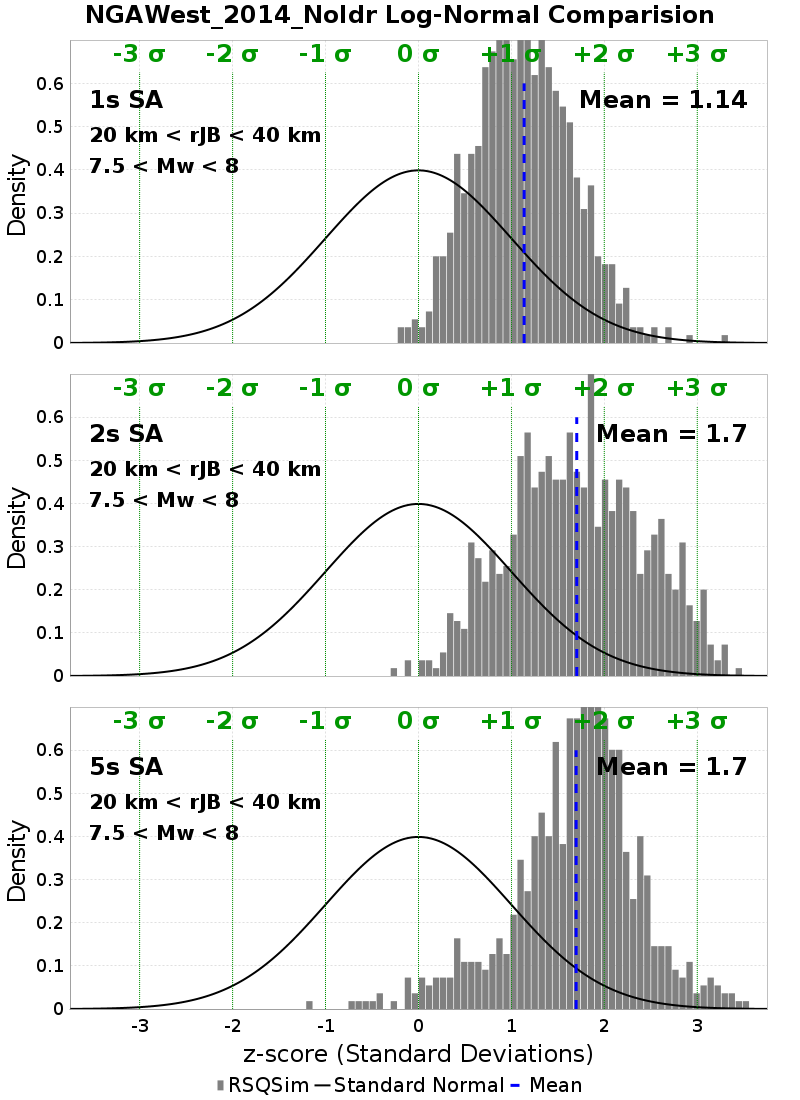 NGAWest_2014_NoIdr Log-Normal Comparision
-3 σ -2 σ -1 σ 0 σ +1 σ +2 σ +3 σ
1s SA
Mean = 1.14
20 km < rJB < 40 km
7.5 < Mw < 8
Density
0.6
0.5
0.4
0.3
0.2
0.1
0
-3 σ -2 σ -1 σ 0 σ +1 σ +2 σ +3 σ
2s SA
Mean = 1.7
20 km < rJB < 40 km
7.5 < Mw < 8
Density
0.6
0.5
0.4
0.3
0.2
0.1
0
-3 σ -2 σ -1 σ 0 σ +1 σ +2 σ +3 σ
5s SA
Mean = 1.7
20 km < rJB < 40 km
7.5 < Mw < 8
Density
0.6
0.5
0.4
0.3
0.2
0.1
0
-3 -2 -1 0 1 2 3
z-score (Standard Deviations)
RSQSim Standard Normal Mean